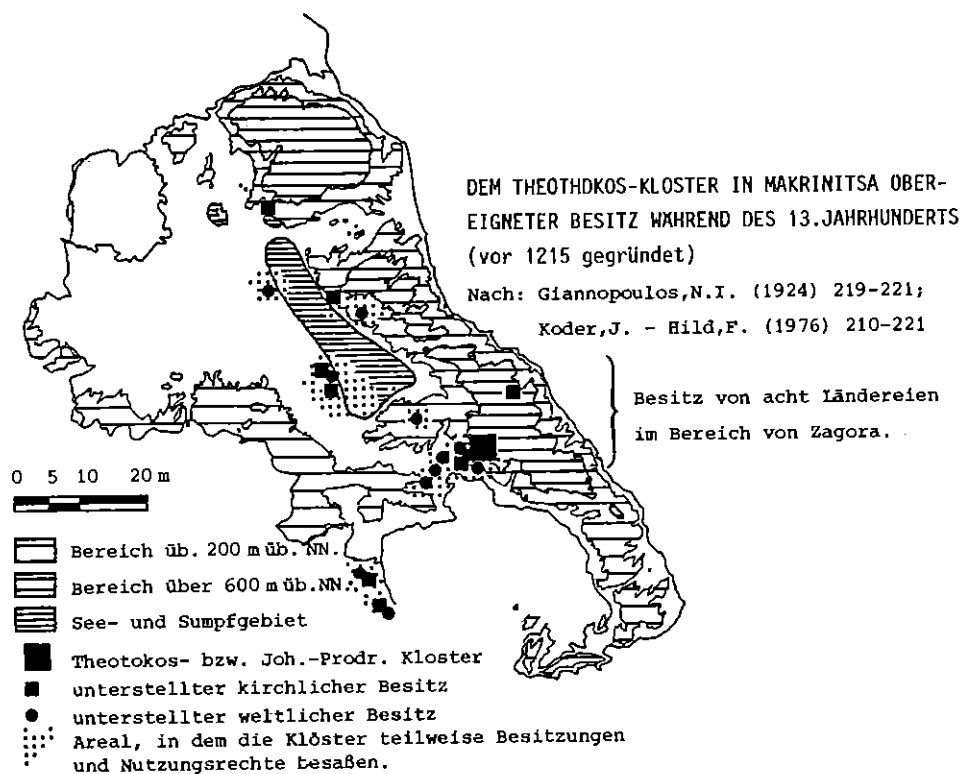 DEM THEOTHOKOS-KLOSTER IN MAKRINITSA OBER-
EIGNETER BESITZ WÄHREND DES 13.JAHRHUNDERTS
(vor 1215 gegründet)
Nach: Giannopoulos,N.I. (1924) 219-221;
Koder,J. - Hild,F. (1976) 210-221
Besitz von acht Ländereien
im Bereich von Zagora.
0 5 10 20 m
Bereich üb. 200 m üb. NN.
Bereich über 600 m üb.NN
See- und Sumpfgebiet
Theotokos- bzw. Joh.-Prodr. Kloster
unterstellter kirchlicher Besitz
unterstellter weltlicher Besitz
Areal, in dem die Klöster teilweise Besitzungen
und Nutzungsrechte besaßen.